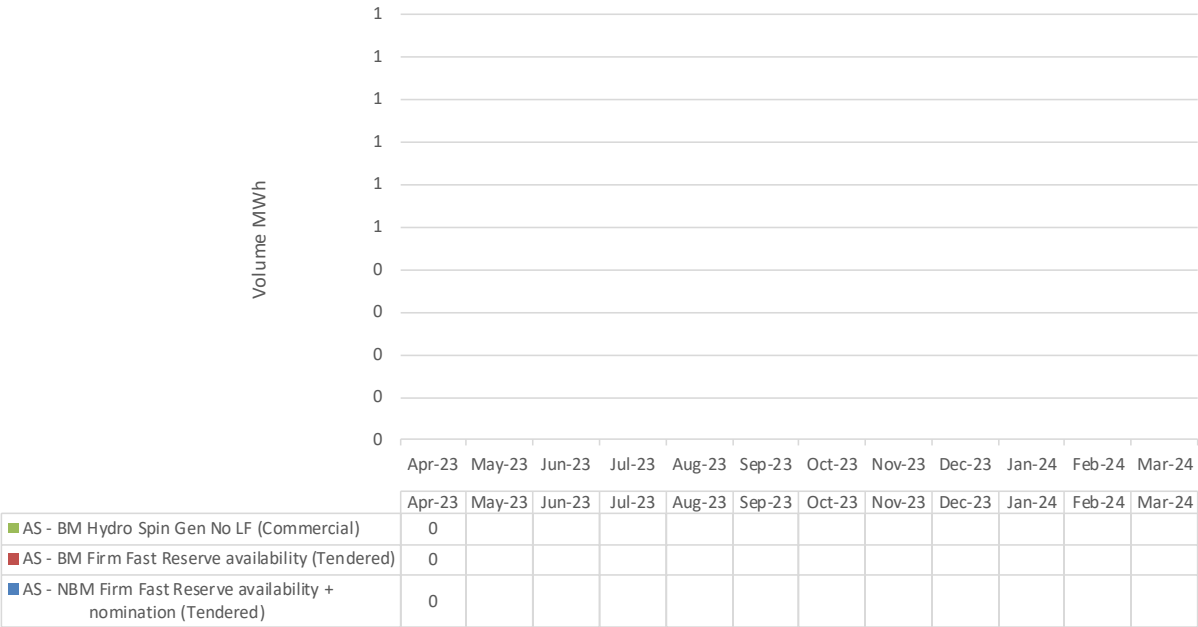 1
1
1
1
1
1
0
0
0
0
0
Volume MWh
Apr-23 May-23 Jun-23 Jul-23 Aug-23 Sep-23 Oct-23 Nov-23 Dec-23 Jan-24 Feb-24 Mar-24
Apr-23 May-23 Jun-23 Jul-23 Aug-23 Sep-23 Oct-23 Nov-23 Dec-23 Jan-24 Feb-24 Mar-24
AS - BM Hydro Spin Gen No LF (Commercial) 0
AS - BM Firm Fast Reserve availability (Tendered) 0
AS - NBM Firm Fast Reserve availability +
nomination (Tendered) 0